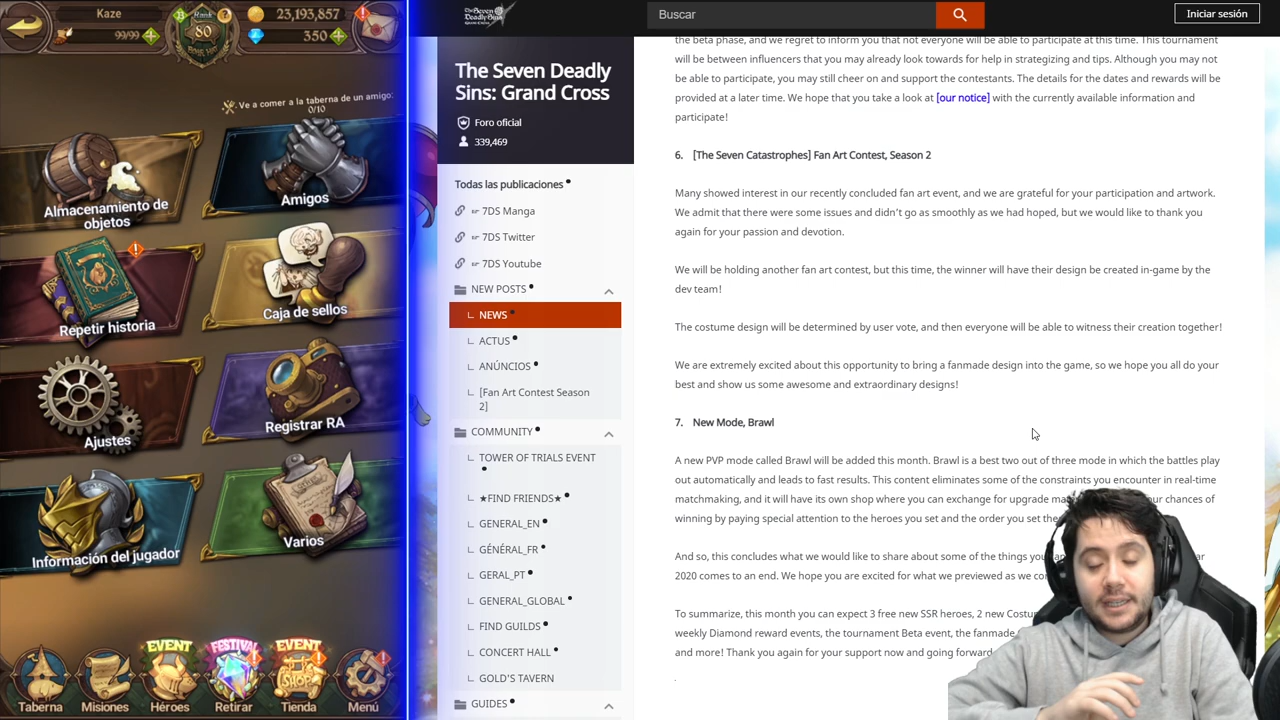 Kaze
Rank
80
23,193,857
99/99
350
Ve a comer a la taberna de un amigo:
0/10
Almacenamiento de
objetos
Amigos
Repetir historia
Caja de sellos
Ajustes
Registrar RA
Información del jugador
Varios
EVENT
FESTIVAL
EVENT
SHOP
Taberna
Misiones
Héroes
Retirar
Tienda
Menú
The Seven
Deadly Sins
Buscar
Iniciar sesión
The Seven Deadly
Sins: Grand Cross
Foro oficial
339,469
Todas las publicaciones
☞ 7DS Manga
☞ 7DS Twitter
☞ 7DS Youtube
NEW POSTS
NEWS
ACTUS
ANÚNCIOS
[Fan Art Contest Season
2]
COMMUNITY
TOWER OF TRIALS EVENT
★FIND FRIENDS★
GENERAL_EN
GÉNÉRAL_FR
GERAL_PT
GENERAL_GLOBAL
FIND GUILDS
CONCERT HALL
GOLD'S TAVERN
GUIDES
the beta phase, and we regret to inform you that not everyone will be able to participate at this time. This tournament
will be between influencers that you may already look towards for help in strategizing and tips. Although you may not
be able to participate, you may still cheer on and support the contestants. The details for the dates and rewards will be
provided at a later time. We hope that you take a look at [our notice] with the currently available information and
participate!
6. [The Seven Catastrophes] Fan Art Contest, Season 2
Many showed interest in our recently concluded fan art event, and we are grateful for your participation and artwork.
We admit that there were some issues and didn't go as smoothly as we had hoped, but we would like to thank you
again for your passion and devotion.
We will be holding another fan art contest, but this time, the winner will have their design be created in-game by the
dev team!
The costume design will be determined by user vote, and then everyone will be able to witness their creation together!
We are extremely excited about this opportunity to bring a fanmade design into the game, so we hope you all do your
best and show us some awesome and extraordinary designs!
7. New Mode, Brawl
A new PVP mode called Brawl will be added this month. Brawl is a best two out of three mode in which the battles play
out automatically and leads to fast results. This content eliminates some of the constraints you encounter in real-time
matchmaking, and it will have its own shop where you can exchange for upgrade chances of
winning by paying special attention to the heroes you set and the order you set
And so, this concludes what we would like to share about some of the things you
2020 comes to an end. We hope you are excited for what we previewed as we
To summarize, this month you can expect 3 free new SSR heroes, 2 new
weekly Diamond reward events, the tournament Beta event, the fanmade
and more! Thank you again for your support now and going forward